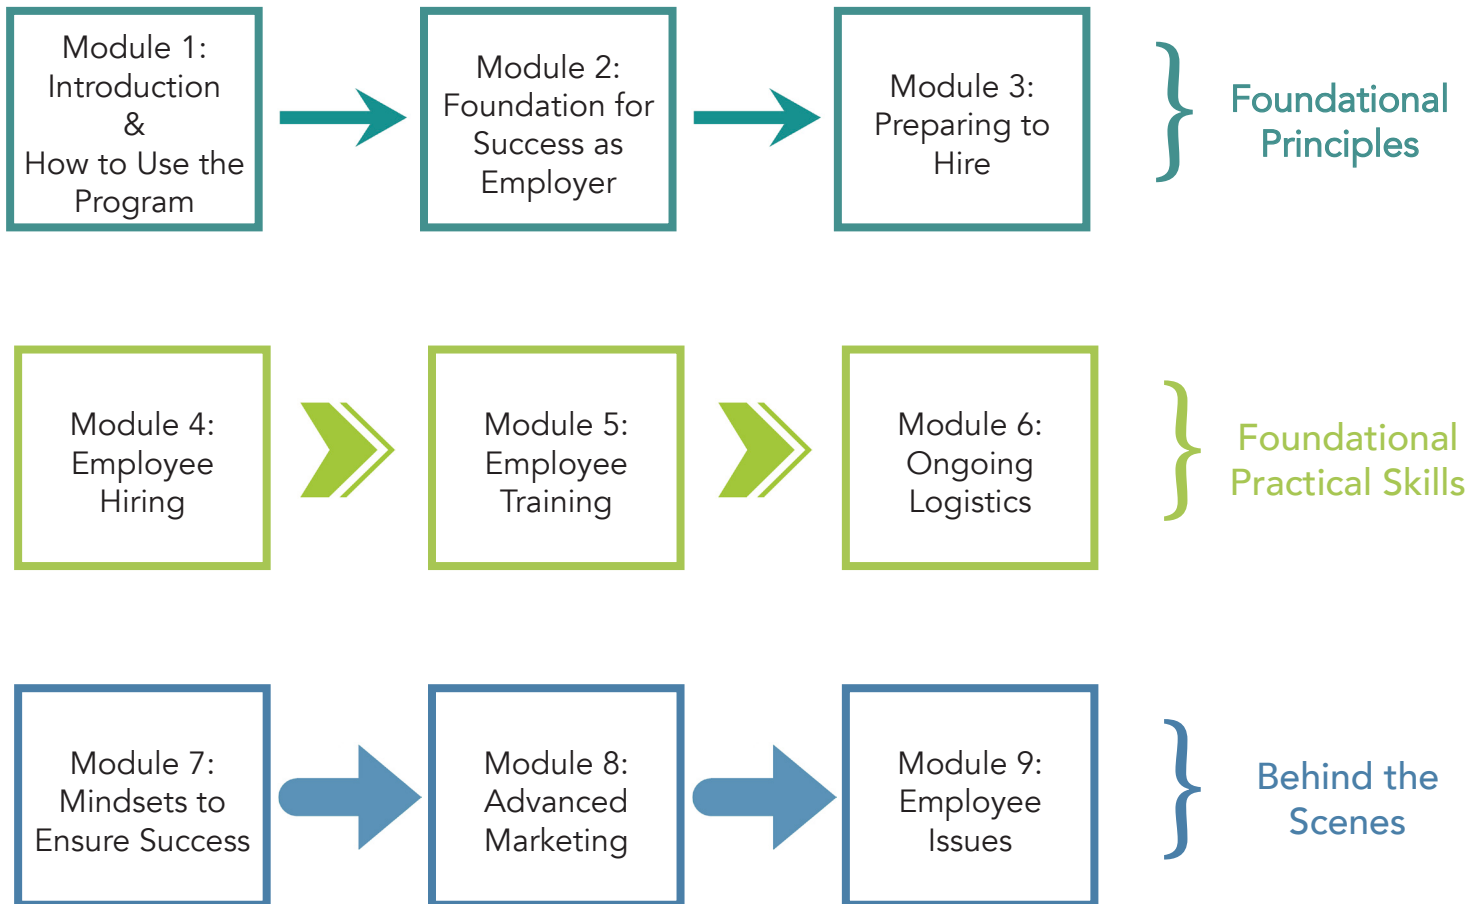 Module 1:
Introduction
&
How to Use the
Program
Module 2:
Foundation for
Success as
Employer
Module 3:
Preparing to
Hire
Foundational
Principles
Module 4:
Employee
Hiring
Module 5:
Employee
Training
Module 6:
Ongoing
Logistics
Foundational
Practical Skills
Module 7:
Mindsets to
Ensure Success
Module 8:
Advanced
Marketing
Module 9:
Employee
Issues
Behind the
Scenes